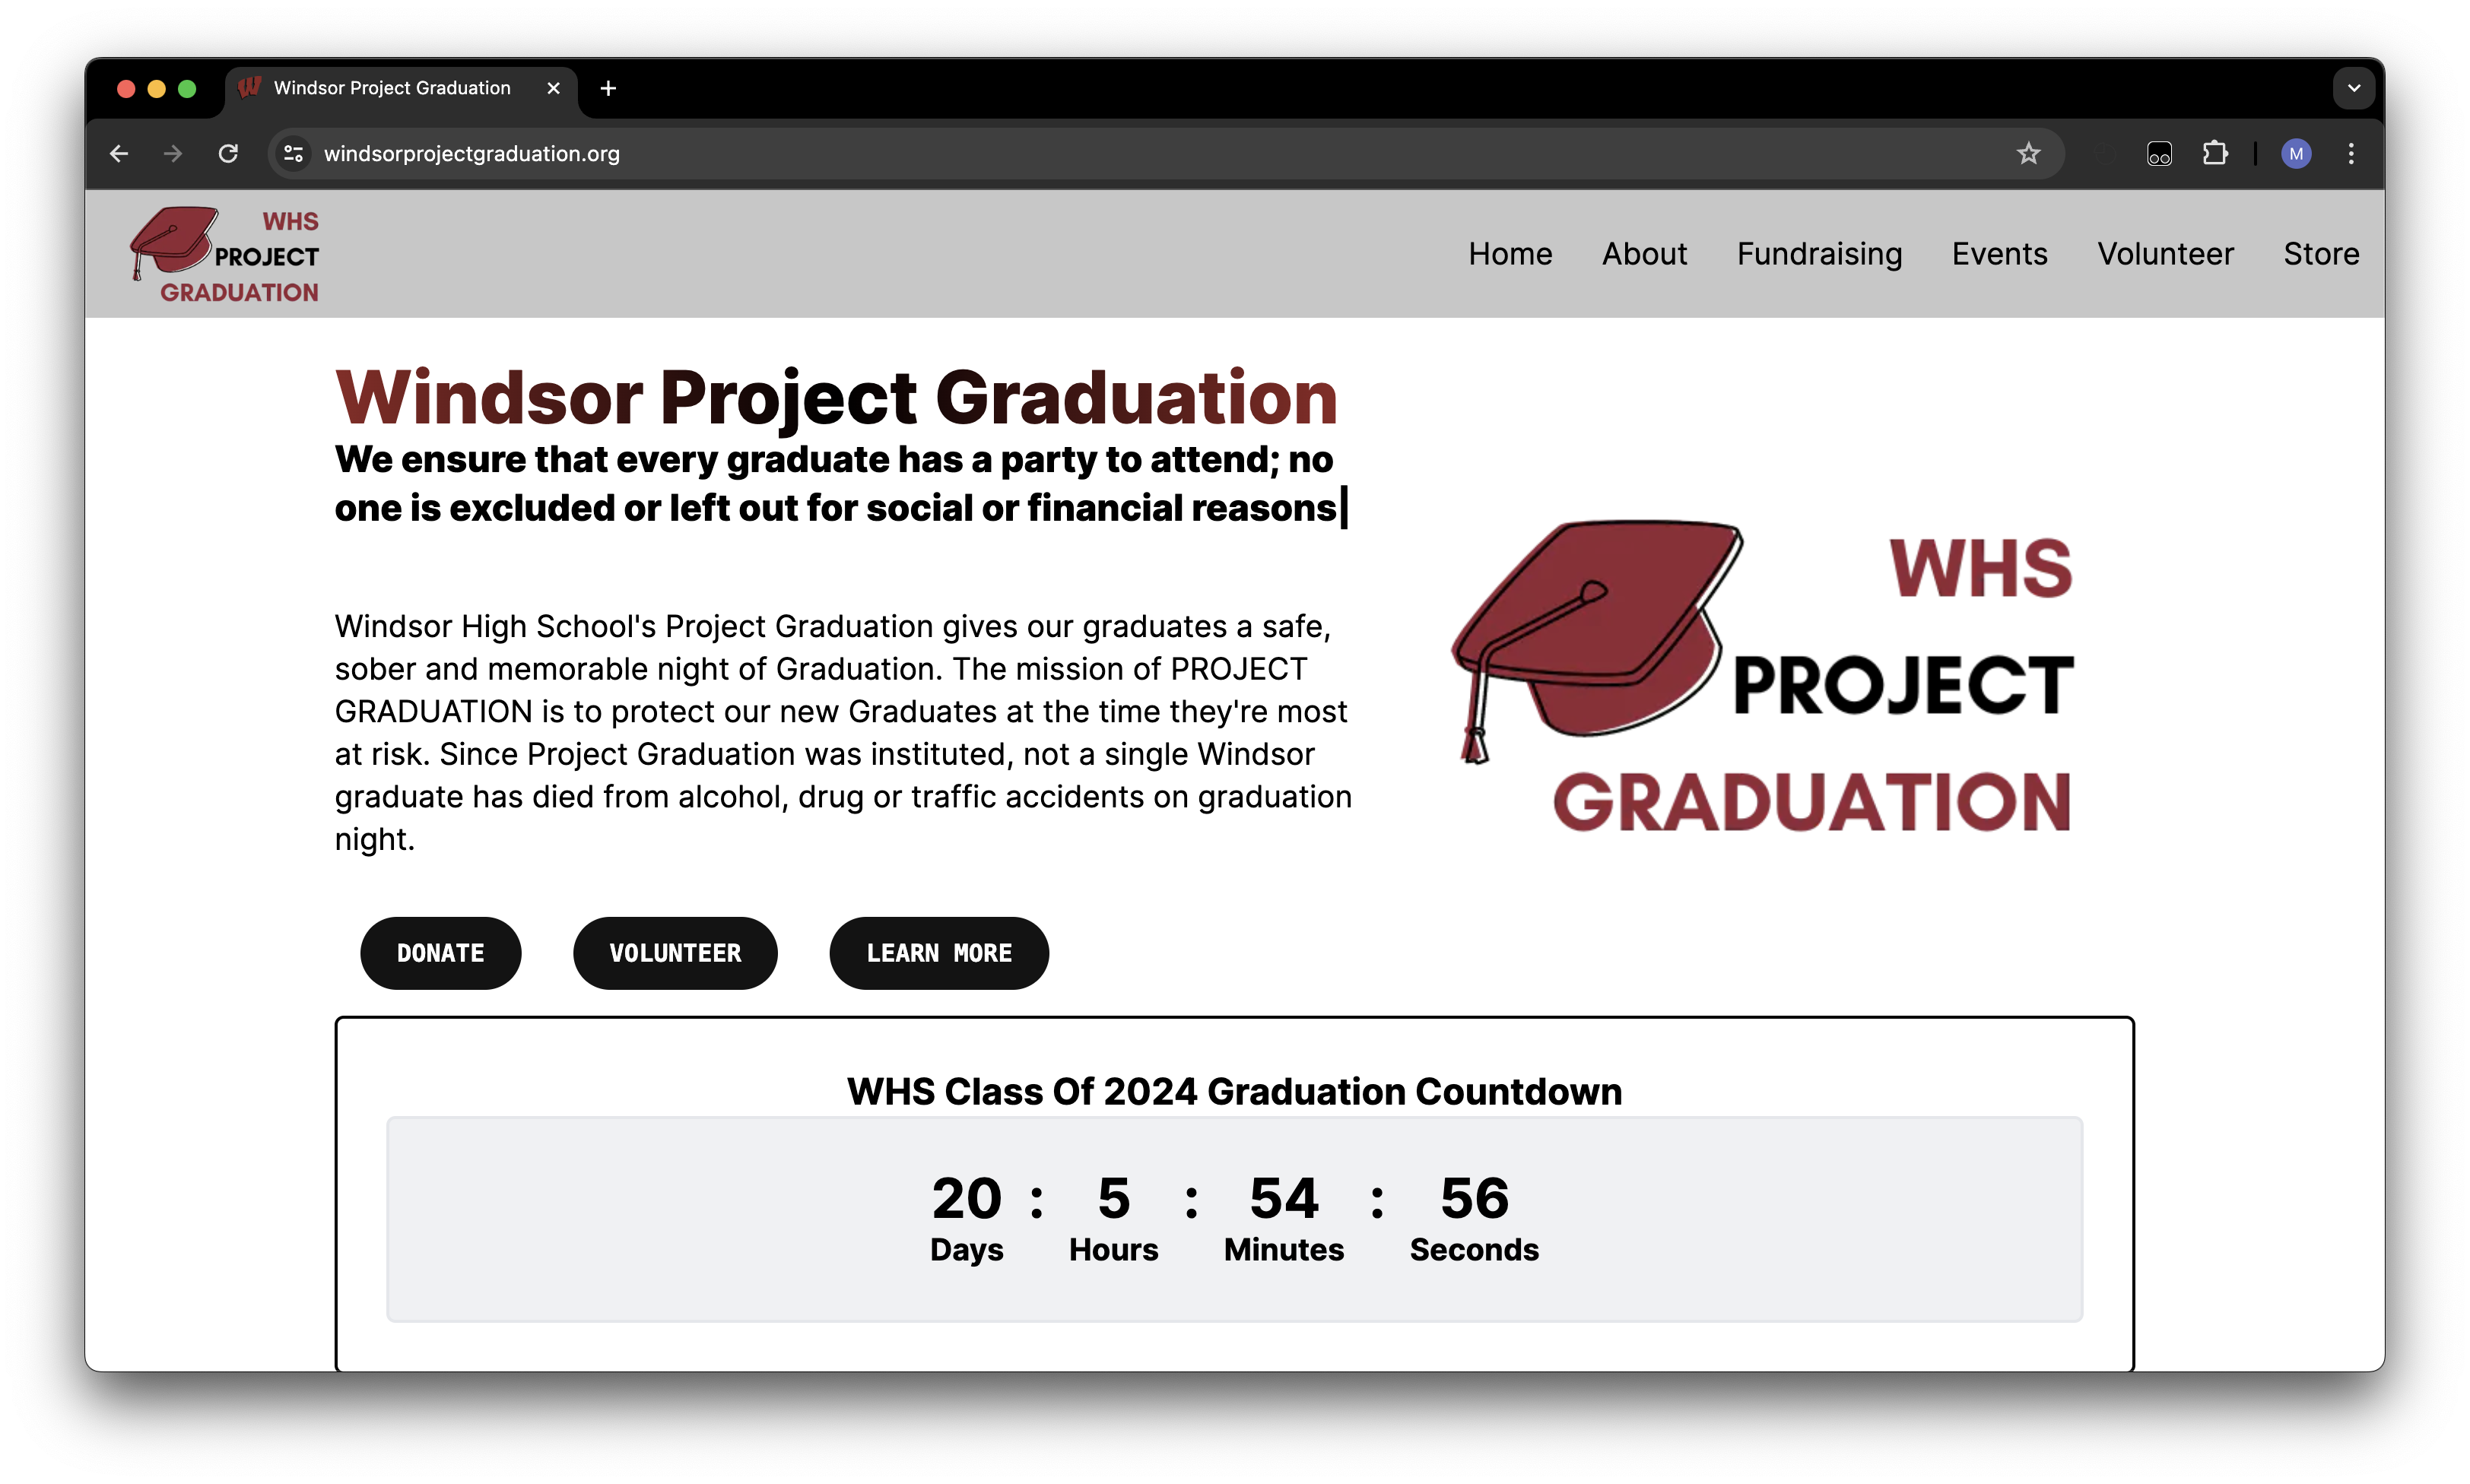 Windsor Project Graduation
windsorprojectgraduation.org
M
WHS
PROJECT
GRADUATION
Home About Fundraising Events Volunteer Store
Windsor Project Graduation
We ensure that every graduate has a party to attend; no
one is excluded or left out for social or financial reasons|
Windsor High School's Project Graduation gives our graduates a safe,
sober and memorable night of Graduation. The mission of PROJECT
GRADUATION is to protect our new Graduates at the time they're most
at risk. Since Project Graduation was instituted, not a single Windsor
graduate has died from alcohol, drug or traffic accidents on graduation
night.
WHS
PROJECT
GRADUATION
DONATE VOLUNTEER LEARN MORE
WHS Class Of 2024 Graduation Countdown
20 : 5 : 54 : 56
Days Hours Minutes Seconds